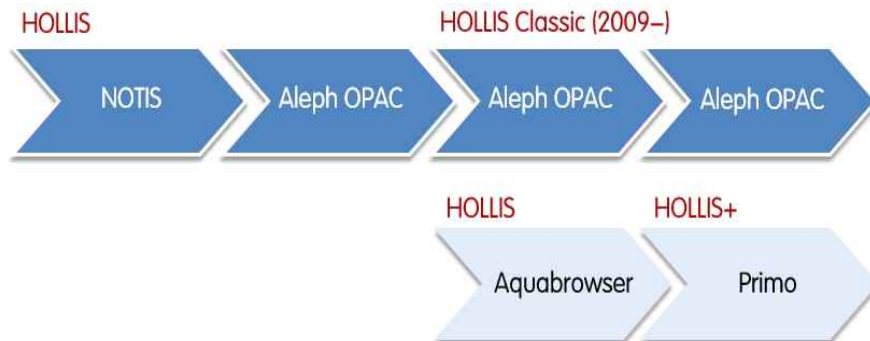 HOLLIS
HOLLIS Classic (2009–)
NOTIS
Aleph OPAC
Aleph OPAC
Aleph OPAC
HOLLIS
HOLLIS+
Aquabrowser
Primo